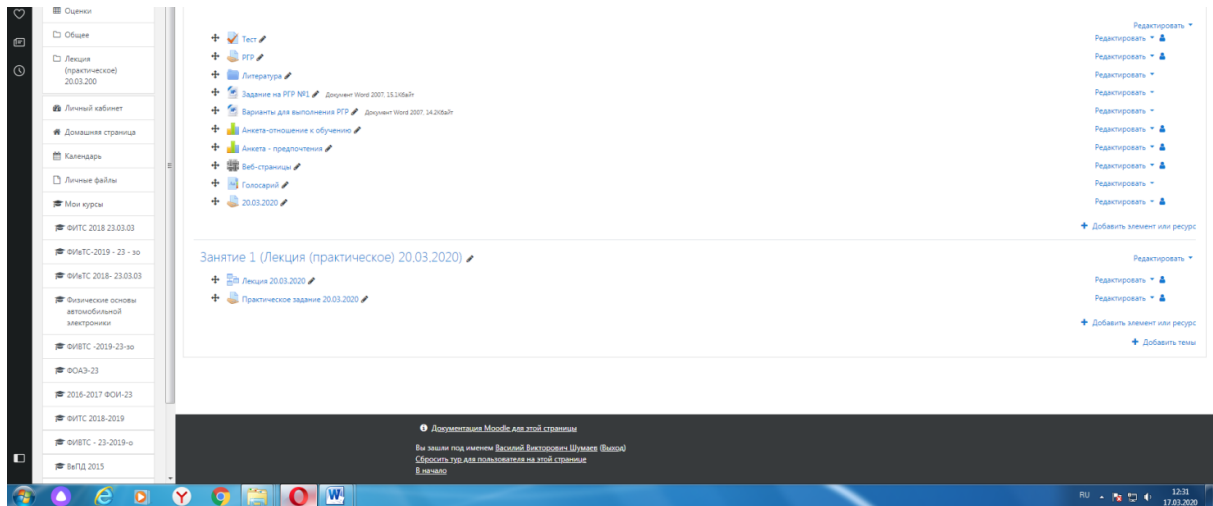 Оценки
Общее
Лекция
(практическое)
20.03.200
Личный кабинет
Домашняя страница
Календарь
Личные файлы
Мои курсы
ФИТС 2018 23.03.03
ФИвТС-2019 - 23 - зо
ФИвТС 2018- 23.03.03
Физические основы
автомобильной
электроники
ФИВТС -2019-23-зо
ФОАЭ-23
2016-2017 ФОИ-23
ФИТС 2018-2019
ФИВТС - 23-2019-о
ВвПД 2015
Редактировать
Тест Редактировать
РГР Редактировать
Литература Редактировать
Задание на РГР №1 Документ Word 2007, 15.1Кбайт Редактировать
Варианты для выполнения РГР Документ Word 2007, 14.2Кбайт Редактировать
Анкета-отношение к обучению Редактировать
Анкета - предпочтения Редактировать
Веб-страницы Редактировать
Голосарий Редактировать
20.03.2020 Редактировать
Добавить элемент или ресурс
Занятие 1 (Лекция (практическое) 20.03.2020) Редактировать
Лекция 20.03.2020 Редактировать
Практическое задание 20.03.2020 Редактировать
Добавить элемент или ресурс
Добавить темы
Документация Moodle для этой страницы
Вы зашли под именем Василий Викторович Шумаев (Выход)
Сбросить тур для пользователя на этой странице
В начало
RU 12:31
17.03.2020